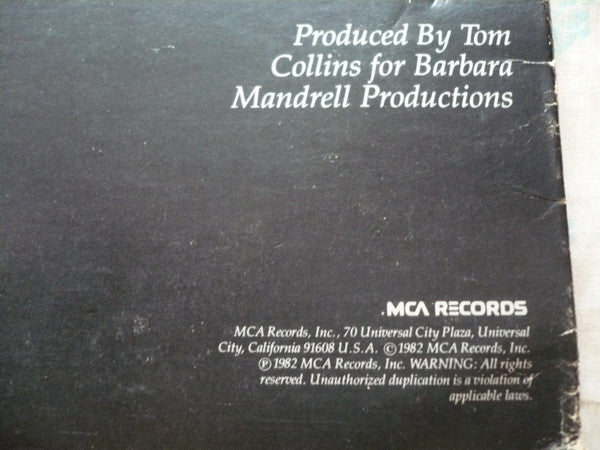 Produced By Tom
Collins for Barbara
Mandrell Productions
MCA RECORDS
MCA Records, Inc., 70 Universal City Plaza, Universal
City, California 91608 U.S.A. ©1982 MCA Records, Inc.
℗1982 MCA Records, Inc. WARNING: All rights
reserved. Unauthorized duplication is a violation of
applicable laws.